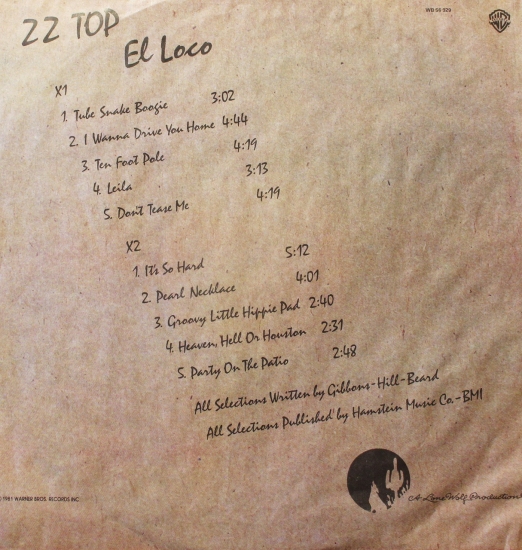 WB 56 929
ZZ TOP
El Loco
X1
1. Tube Snake Boogie 3:02
2. I Wanna Drive You Home 4:44
3. Ten Foot Pole 4:19
4. Leila 3:13
5. Don't Tease Me 4:19
X2
1. It's So Hard 5:12
2. Pearl Necklace 4:01
3. Groovy Little Hippie Pad 2:40
4. Heaven, Hell Or Houston 2:31
5. Party On The Patio 2:48
All Selections Written by Gibbons-Hill-Beard
All Selections Published by Hamstein Music Co.-BMI
© 1981 WARNER BROS. RECORDS INC.
A Lone Wolf Production